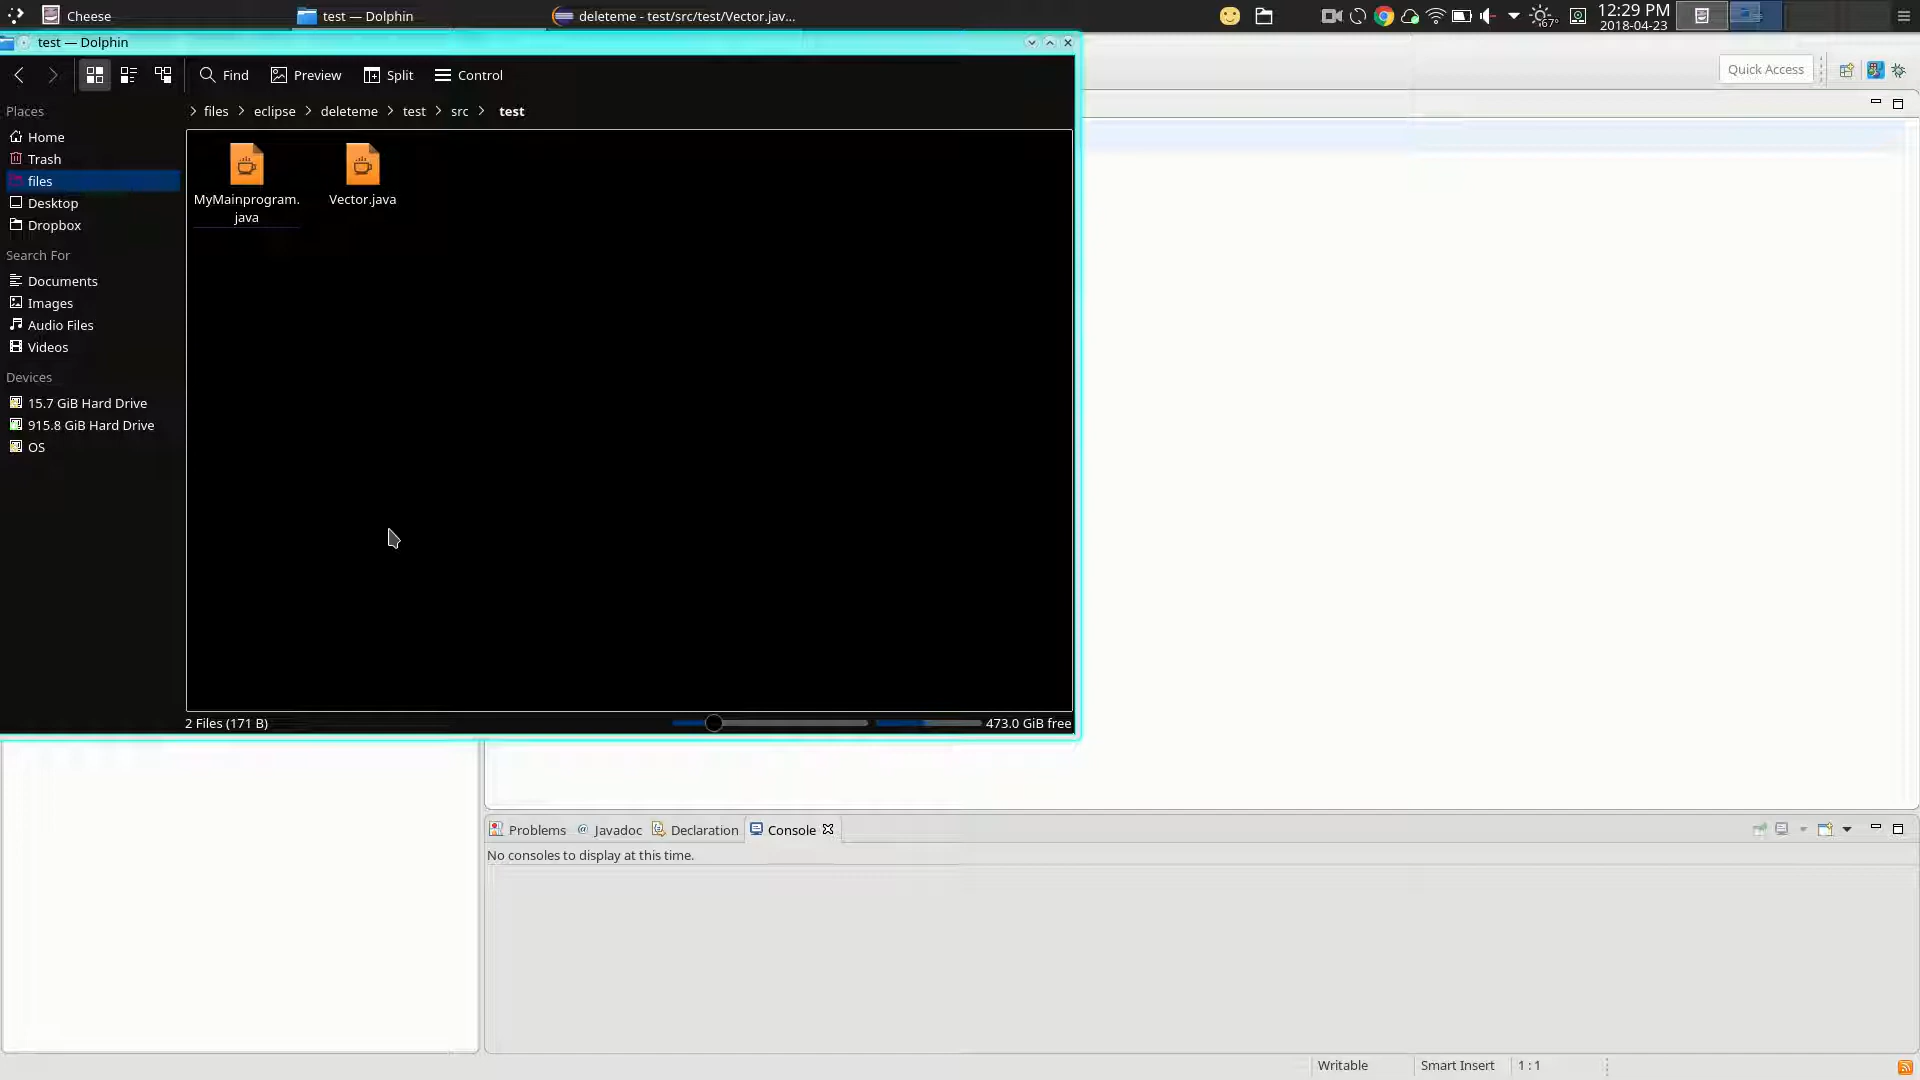 Cheese
test — Dolphin
deleteme - test/src/test/Vector.jav...
67°
12:29 PM
2018-04-23
test — Dolphin
Find
Preview
Split
Control
Quick Access
Places
files
eclipse
deleteme
test
src
test
Home
Trash
files
Desktop
Dropbox
Search For
Documents
Images
Audio Files
Videos
Devices
15.7 GiB Hard Drive
915.8 GiB Hard Drive
OS
MyMainprogram.
java
Vector.java
2 Files (171 B)
473.0 GiB free
Problems
@ Javadoc
Declaration
Console
No consoles to display at this time.
Writable
Smart Insert
1 : 1